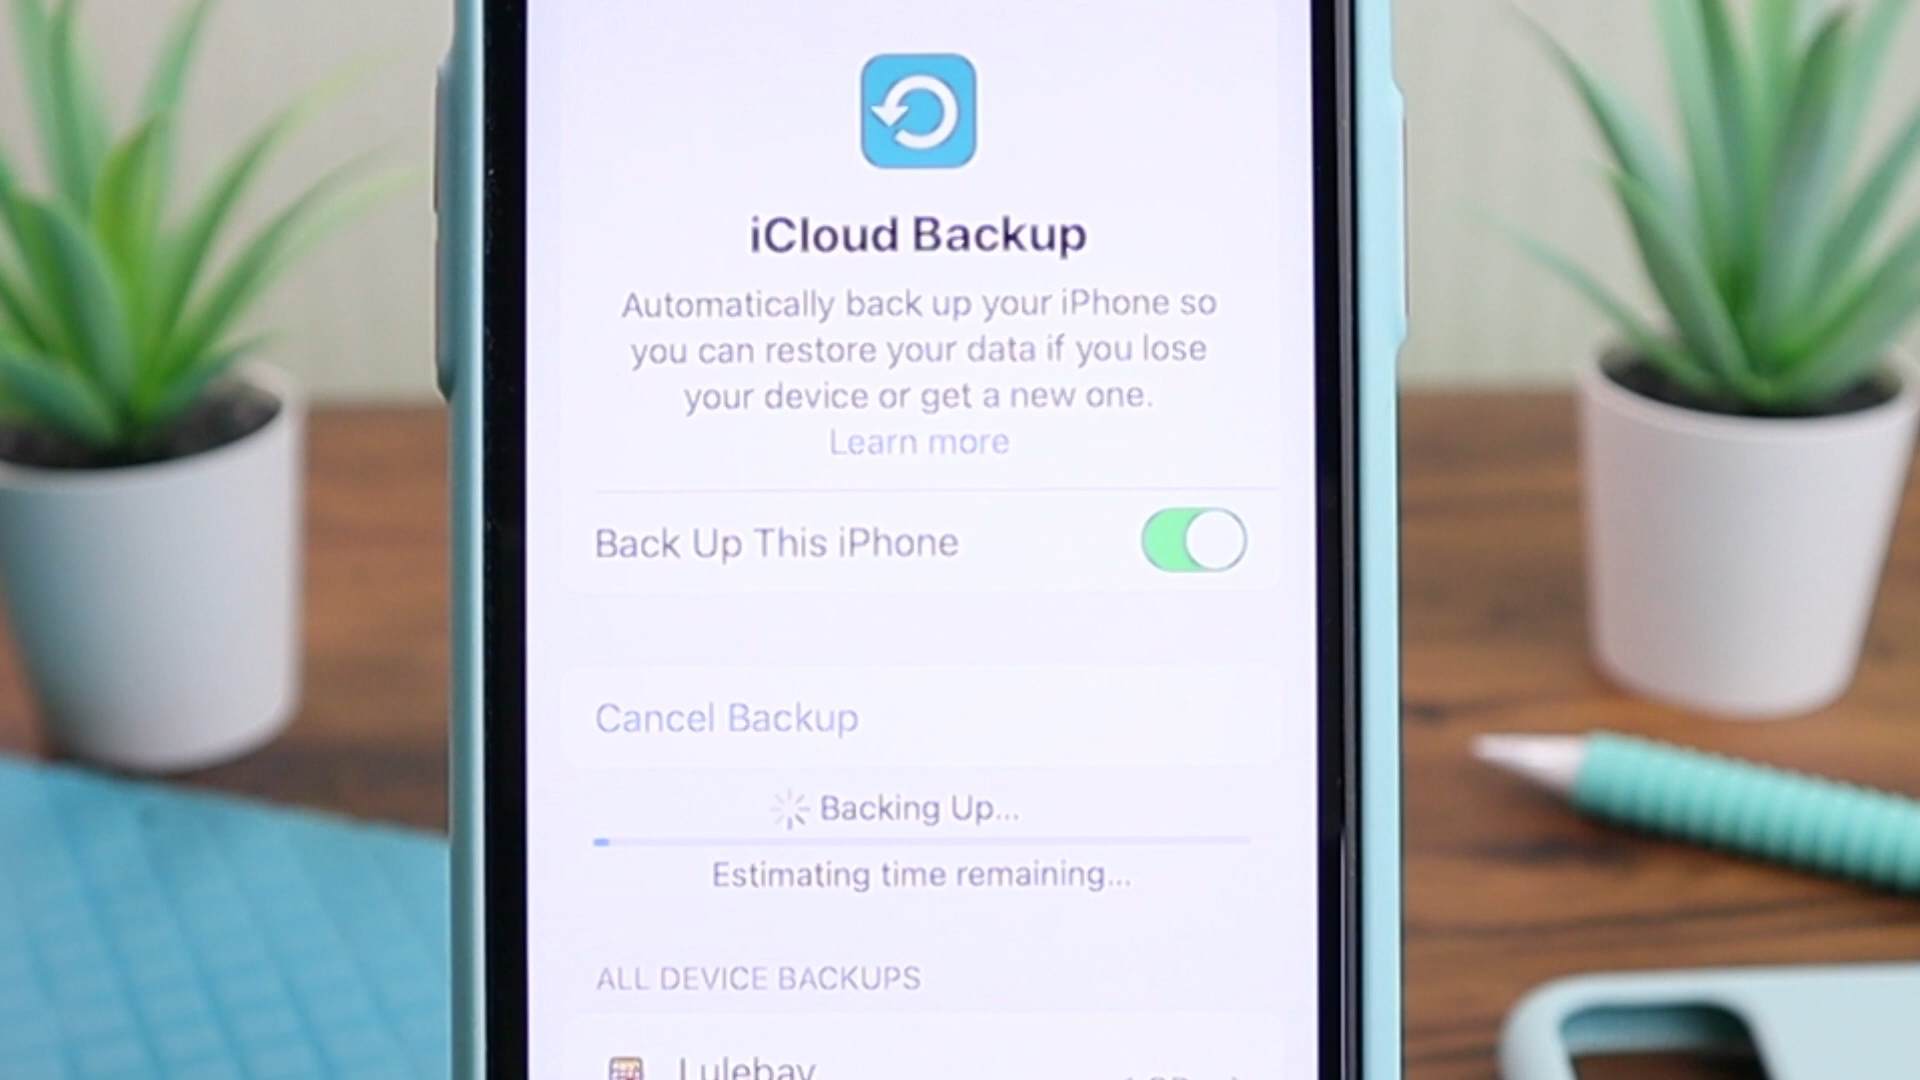 iCloud Backup
Automatically back up your iPhone so
you can restore your data if you lose
your device or get a new one.
Learn more
Back Up This iPhone
Cancel Backup
Backing Up...
Estimating time remaining...
ALL DEVICE BACKUPS
Lulebay